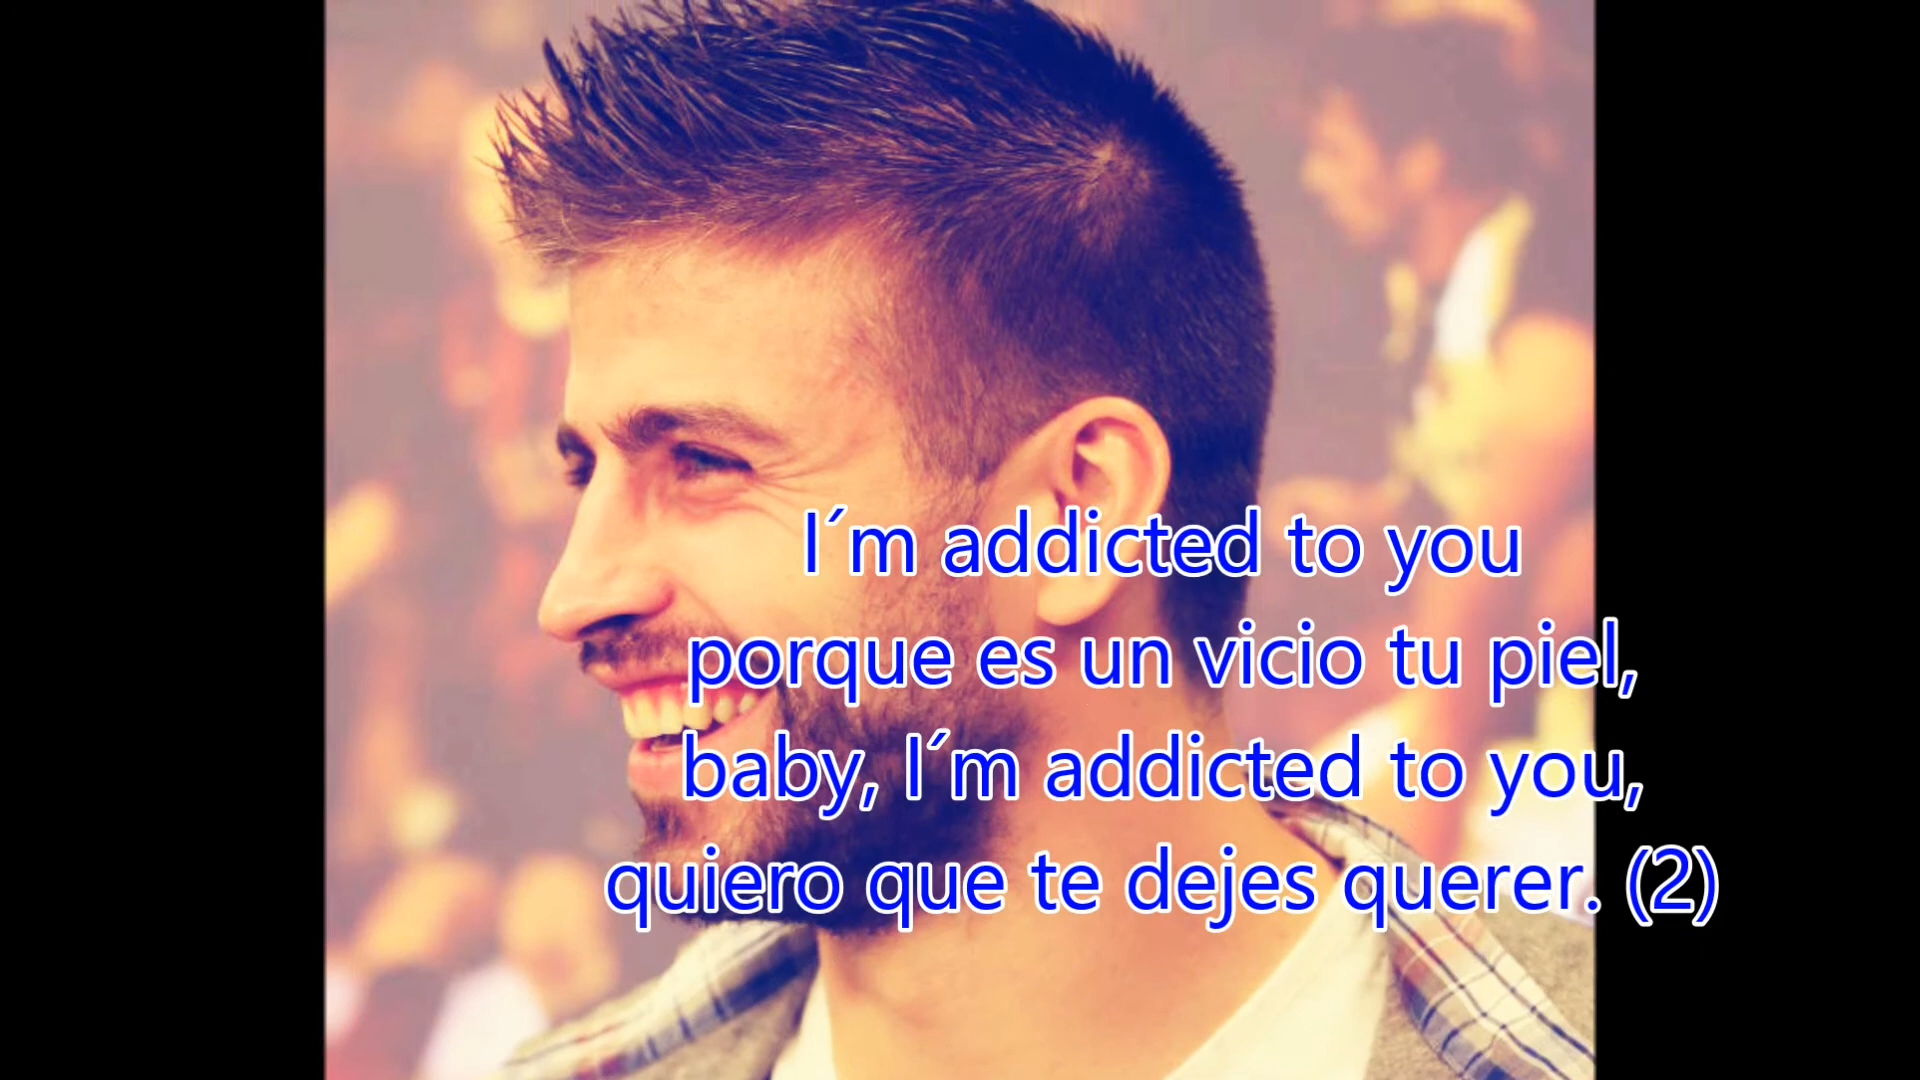 I´m addicted to you
porque es un vicio tu piel,
baby, I´m addicted to you,
quiero que te dejes querer. (2)